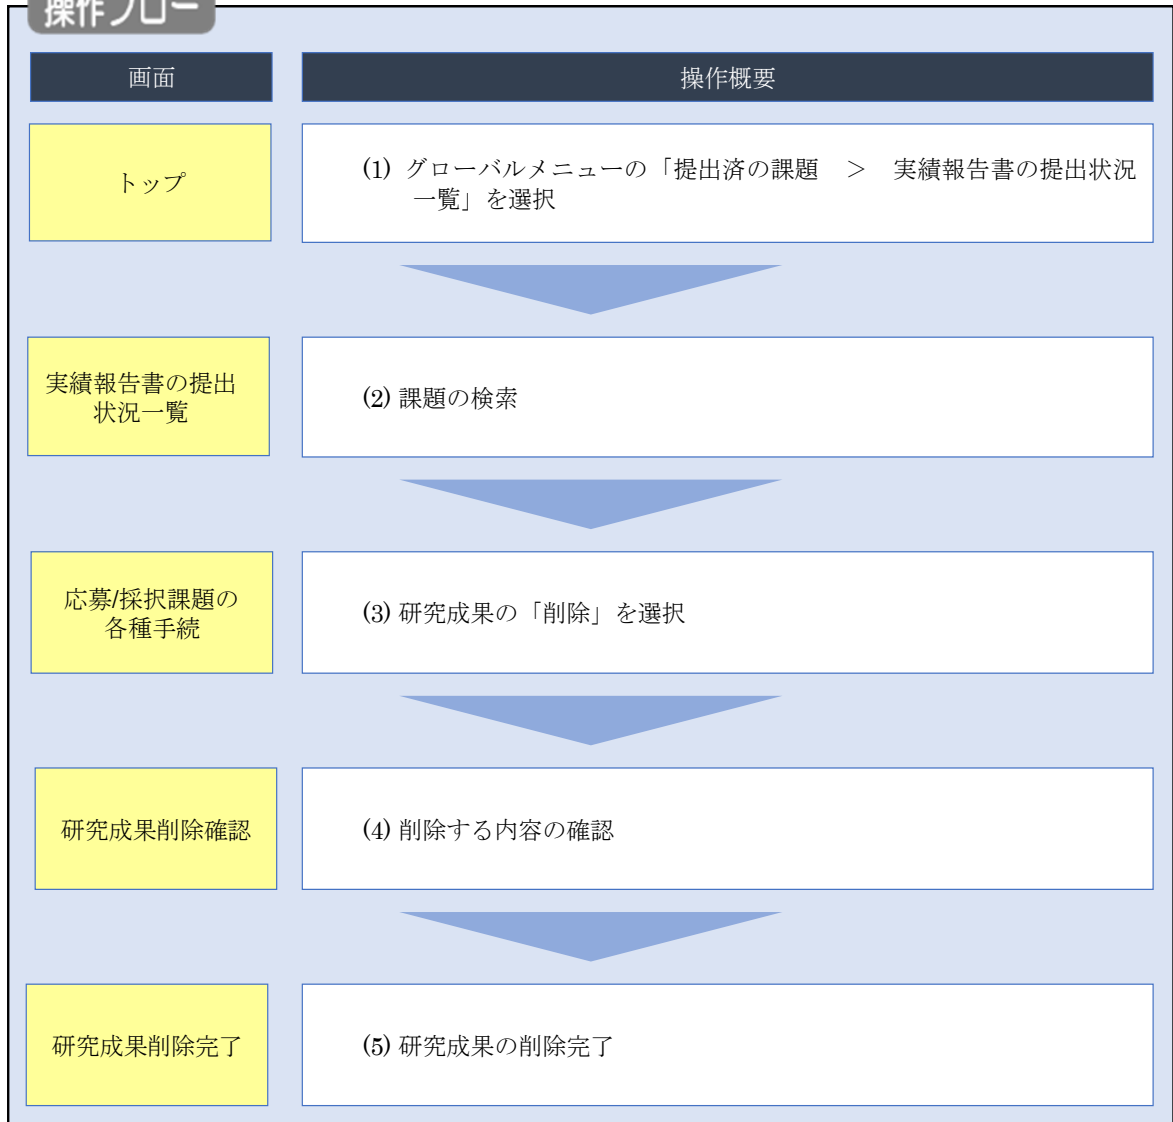 操作フロー
画面
操作概要
トップ
(1) グローバルメニューの「提出済の課題　＞　実績報告書の提出状況
一覧」を選択
実績報告書の提出
状況一覧
(2) 課題の検索
応募/採択課題の
各種手続
(3) 研究成果の「削除」を選択
研究成果削除確認
(4) 削除する内容の確認
研究成果削除完了
(5) 研究成果の削除完了